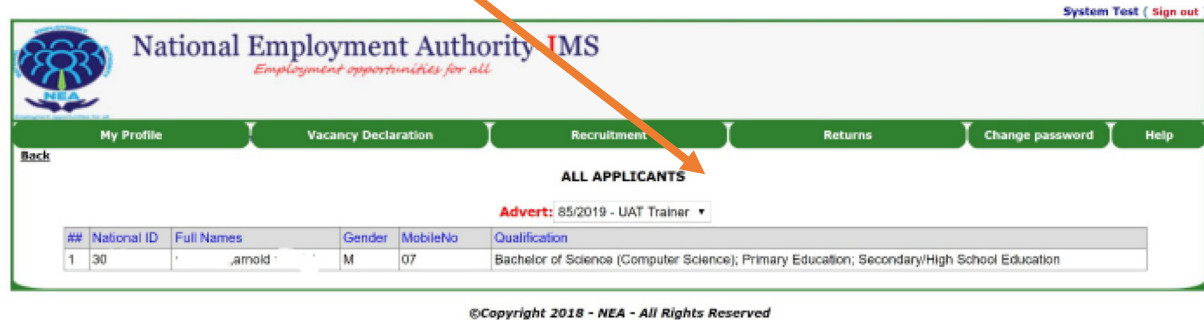 System Test ( Sign out
National Employment Authority IMS
Employment opportunities for all
NEA
My Profile Vacancy Declaration Recruitment Returns Change password Help
Back
ALL APPLICANTS
Advert: 85/2019 - UAT Trainer
## National ID Full Names Gender MobileNo Qualification
1 30 ,arnold M 07 Bachelor of Science (Computer Science); Primary Education; Secondary/High School Education
©Copyright 2018 - NEA - All Rights Reserved